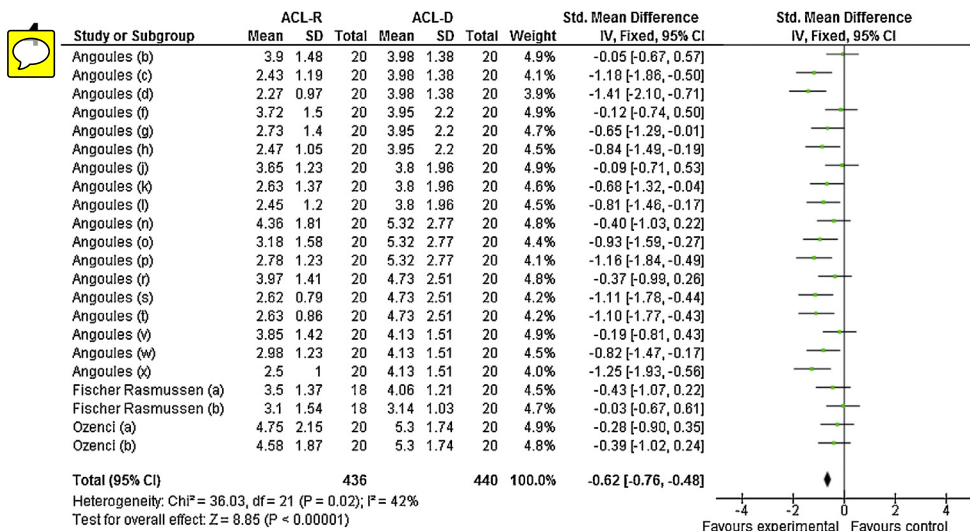 ACL-R ACL-D Std. Mean Difference Std. Mean Difference
Study or Subgroup Mean SD Total Mean SD Total Weight IV, Fixed, 95% CI IV, Fixed, 95% CI
Angoules (b) 3.9 1.48 20 3.98 1.38 20 4.9% -0.05 [-0.67, 0.57]
Angoules (c) 2.43 1.19 20 3.98 1.38 20 4.1% -1.18 [-1.86, -0.50]
Angoules (d) 2.27 0.97 20 3.98 1.38 20 3.9% -1.41 [-2.10, -0.71]
Angoules (f) 3.72 1.5 20 3.95 2.2 20 4.9% -0.12 [-0.74, 0.50]
Angoules (g) 2.73 1.4 20 3.95 2.2 20 4.7% -0.65 [-1.29, -0.01]
Angoules (h) 2.47 1.05 20 3.95 2.2 20 4.5% -0.84 [-1.49, -0.19]
Angoules (j) 3.65 1.23 20 3.8 1.96 20 4.9% -0.09 [-0.71, 0.53]
Angoules (k) 2.63 1.37 20 3.8 1.96 20 4.6% -0.68 [-1.32, -0.04]
Angoules (l) 2.45 1.2 20 3.8 1.96 20 4.5% -0.81 [-1.46, -0.17]
Angoules (n) 4.36 1.81 20 5.32 2.77 20 4.8% -0.40 [-1.03, 0.22]
Angoules (o) 3.18 1.58 20 5.32 2.77 20 4.4% -0.93 [-1.59, -0.27]
Angoules (p) 2.78 1.23 20 5.32 2.77 20 4.1% -1.16 [-1.84, -0.49]
Angoules (r) 3.97 1.41 20 4.73 2.51 20 4.8% -0.37 [-0.99, 0.26]
Angoules (s) 2.62 0.79 20 4.73 2.51 20 4.2% -1.11 [-1.78, -0.44]
Angoules (t) 2.63 0.86 20 4.73 2.51 20 4.2% -1.10 [-1.77, -0.43]
Angoules (v) 3.85 1.42 20 4.13 1.51 20 4.9% -0.19 [-0.81, 0.43]
Angoules (w) 2.98 1.23 20 4.13 1.51 20 4.5% -0.82 [-1.47, -0.17]
Angoules (x) 2.5 1 20 4.13 1.51 20 4.1% -1.25 [-1.93, -0.56]
Fischer Rasmussen (a) 3.5 1.37 18 4.06 1.21 20 4.5% -0.43 [-1.07, 0.22]
Fischer Rasmussen (b) 3.1 1.54 18 3.14 1.03 20 4.7% -0.03 [-0.67, 0.61]
Ozenci (a) 4.75 2.15 20 5.3 1.74 20 4.9% -0.28 [-0.90, 0.35]
Ozenci (b) 4.58 1.87 20 5.3 1.74 20 4.8% -0.39 [-1.02, 0.24]
Total (95% CI) 436 440 100.0% -0.62 [-0.76, -0.48]
Heterogeneity: Chi² = 36.03, df = 21 (P = 0.02); I² = 42%
Test for overall effect: Z = 8.85 (P < 0.00001)
-4 -2 0 2 4
Favours experimental Favours control